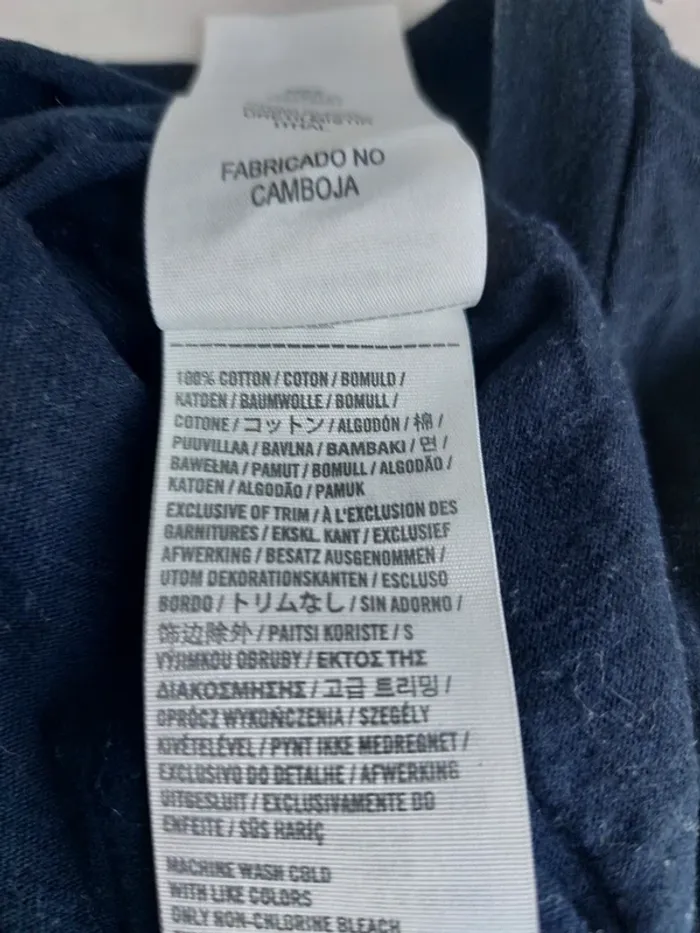 FABRICADO NO
CAMBOJA
100% COTTON / COTON / BOMULD /
KATOEN / BAUMWOLLE / BOMULL /
COTONE / コットン / ALGODÓN / 棉 /
PUUVILLAA / BAVLNA / BAMBAKI / 면 /
BAWEŁNA / PAMUT / BOMULL / ALGODÃO /
KATOEN / ALGODÃO / PAMUK
EXCLUSIVE OF TRIM / À L'EXCLUSION DES
GARNITURES / EKSKL. KANT / EXCLUSIEF
AFWERKING / BESATZ AUSGENOMMEN /
UTOM DEKORATIONSKANTEN / ESCLUSO
BORDO / トリムなし / SIN ADORNO /
饰边除外 / PAITSI KORISTE / S
VÝJIMKOU OBRUBY / ΕΚΤΟΣ ΤΗΣ
ΔΙΑΚΟΣΜΗΣΗΣ / 고급 트리밍 /
OPRÓCZ WYKOŃCZENIA / SZEGÉLY
KIVÉTELÉVEL / PYNT IKKE MEDREGNET /
EXCLUSIVO DO DETALHE / AFWERKING
UITGESLUIT / EXCLUSIVAMENTE DO
ENFEITE / SÜS HARİÇ
MACHINE WASH COLD
WITH LIKE COLORS
ONLY NON-CHLORINE BLEACH